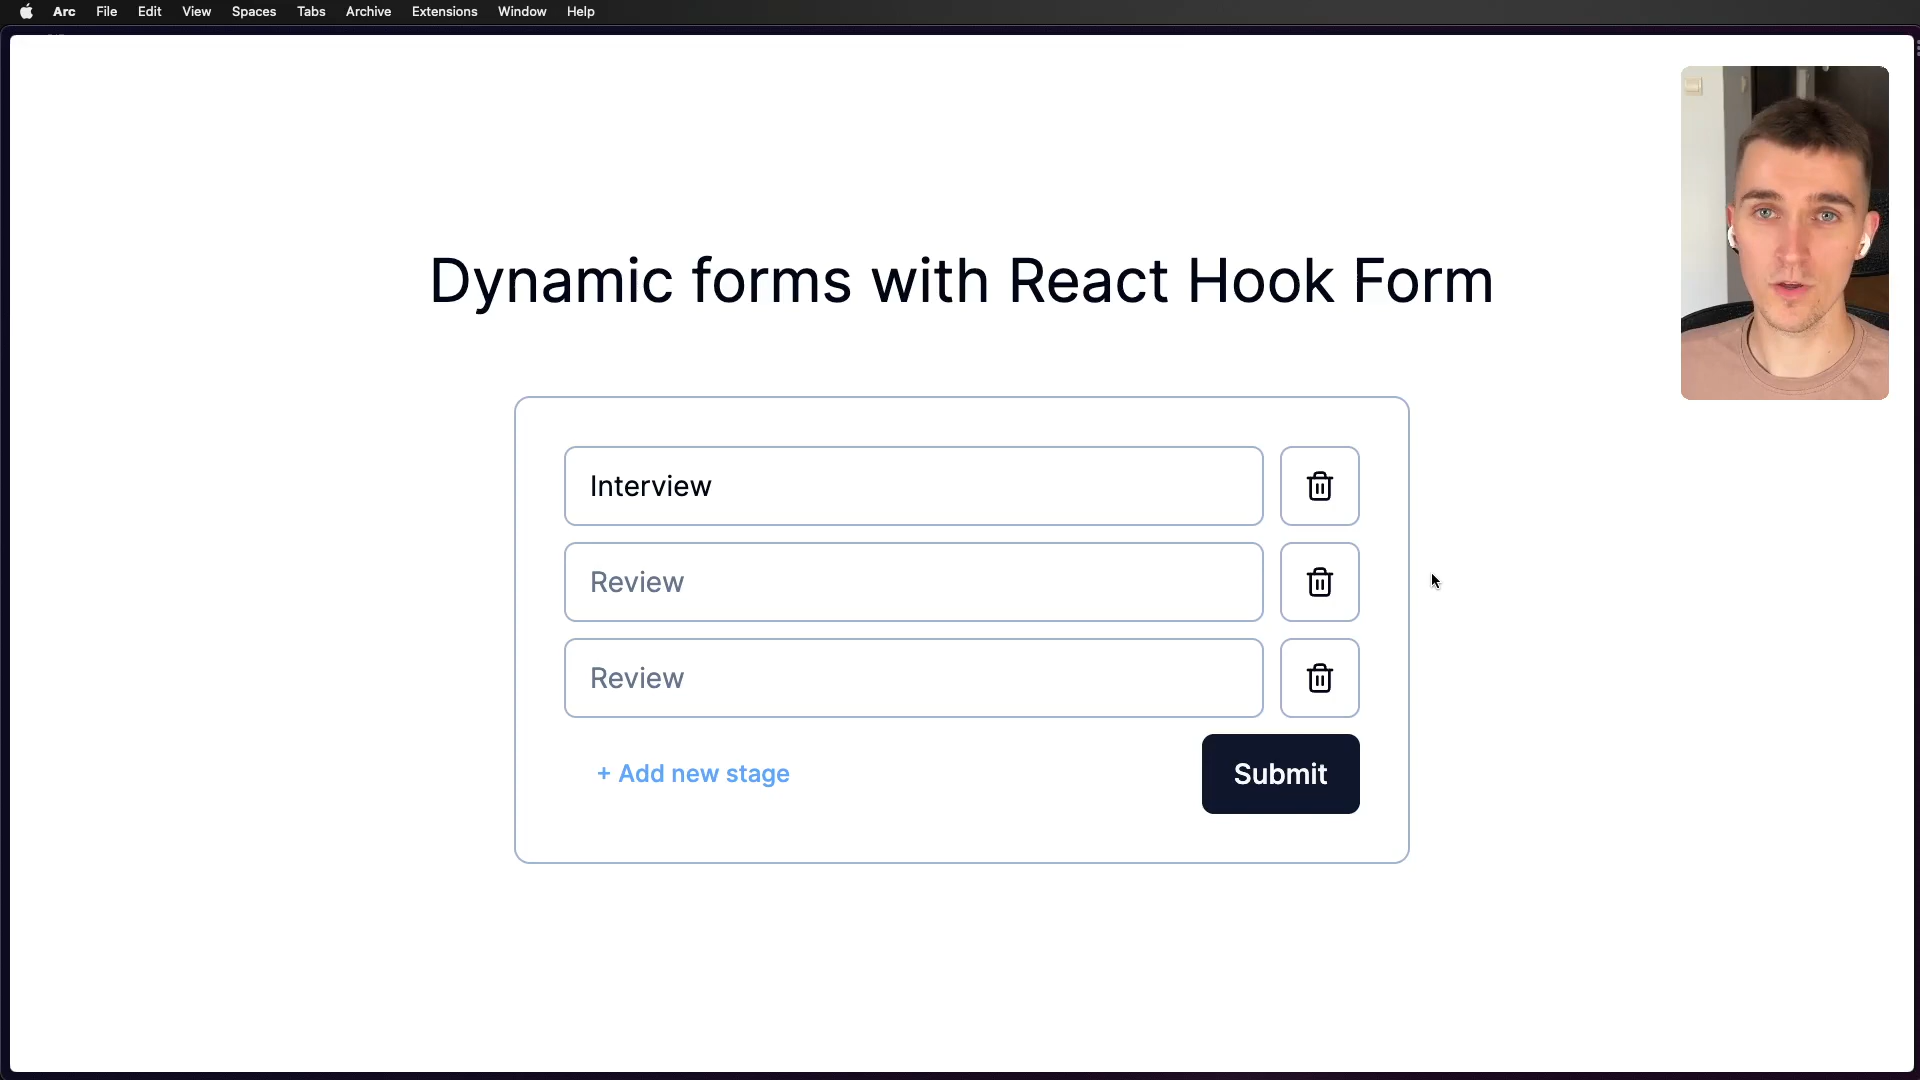 Arc File Edit View Spaces Tabs Archive Extensions Window Help
Dynamic forms with React Hook Form
Interview
Review
Review
+ Add new stage
Submit